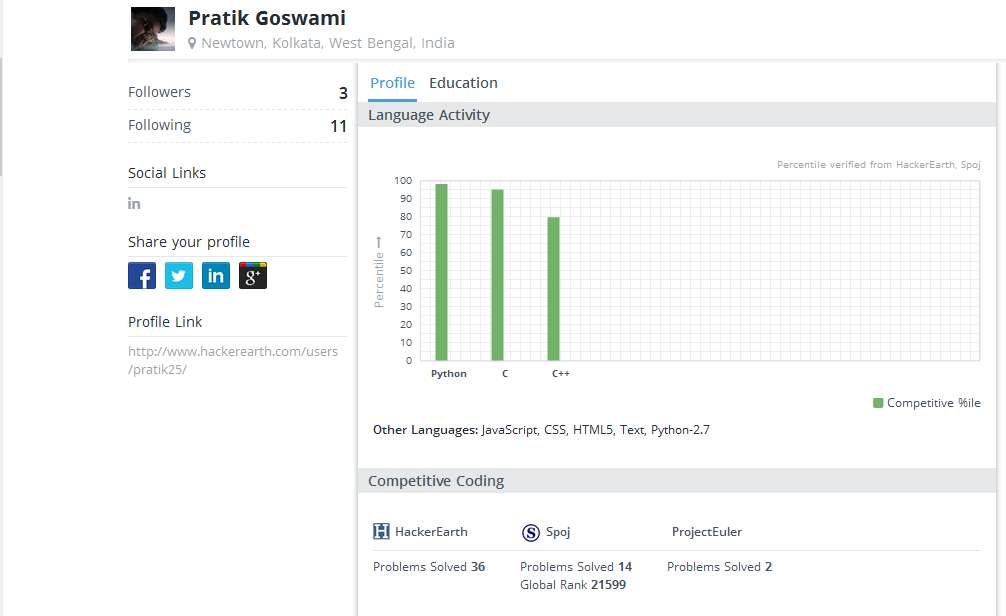 Pratik Goswami
Newtown, Kolkata, West Bengal, India
Followers 3
Following 11
Social Links
in
Share your profile
f
in
g+
Profile Link
http://www.hackerearth.com/users
/pratik25/
Profile Education
Language Activity
Percentile verified from HackerEarth, Spoj
Percentile →
100
90
80
70
60
50
40
30
20
10
0
Python C C++
Competitive %ile
Other Languages: JavaScript, CSS, HTML5, Text, Python-2.7
Competitive Coding
H HackerEarth S Spoj ProjectEuler
Problems Solved 36 Problems Solved 14 Problems Solved 2
Global Rank 21599